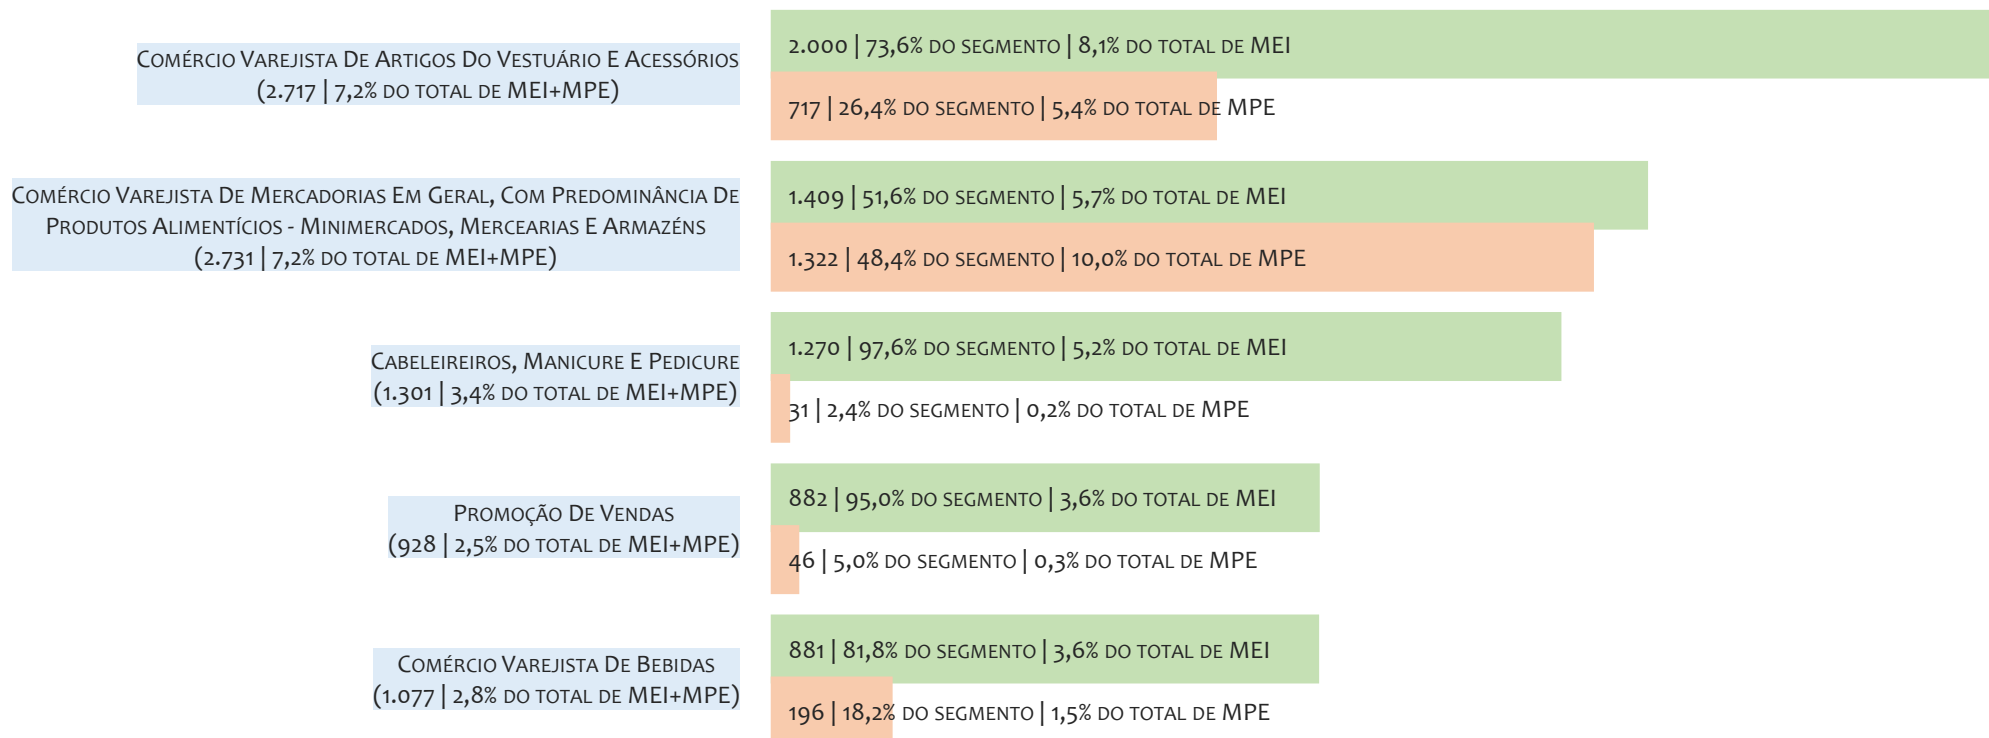 Comércio Varejista De Artigos Do Vestuário E Acessórios
(2.717 | 7,2% do total de MEI+MPE)
2.000 | 73,6% do segmento | 8,1% do total de MEI
717 | 26,4% do segmento | 5,4% do total de MPE
Comércio Varejista De Mercadorias Em Geral, Com Predominância De
Produtos Alimentícios - Minimercados, Mercearias E Armazéns
(2.731 | 7,2% do total de MEI+MPE)
1.409 | 51,6% do segmento | 5,7% do total de MEI
1.322 | 48,4% do segmento | 10,0% do total de MPE
Cabeleireiros, Manicure E Pedicure
(1.301 | 3,4% do total de MEI+MPE)
1.270 | 97,6% do segmento | 5,2% do total de MEI
31 | 2,4% do segmento | 0,2% do total de MPE
Promoção De Vendas
(928 | 2,5% do total de MEI+MPE)
882 | 95,0% do segmento | 3,6% do total de MEI
46 | 5,0% do segmento | 0,3% do total de MPE
Comércio Varejista De Bebidas
(1.077 | 2,8% do total de MEI+MPE)
881 | 81,8% do segmento | 3,6% do total de MEI
196 | 18,2% do segmento | 1,5% do total de MPE